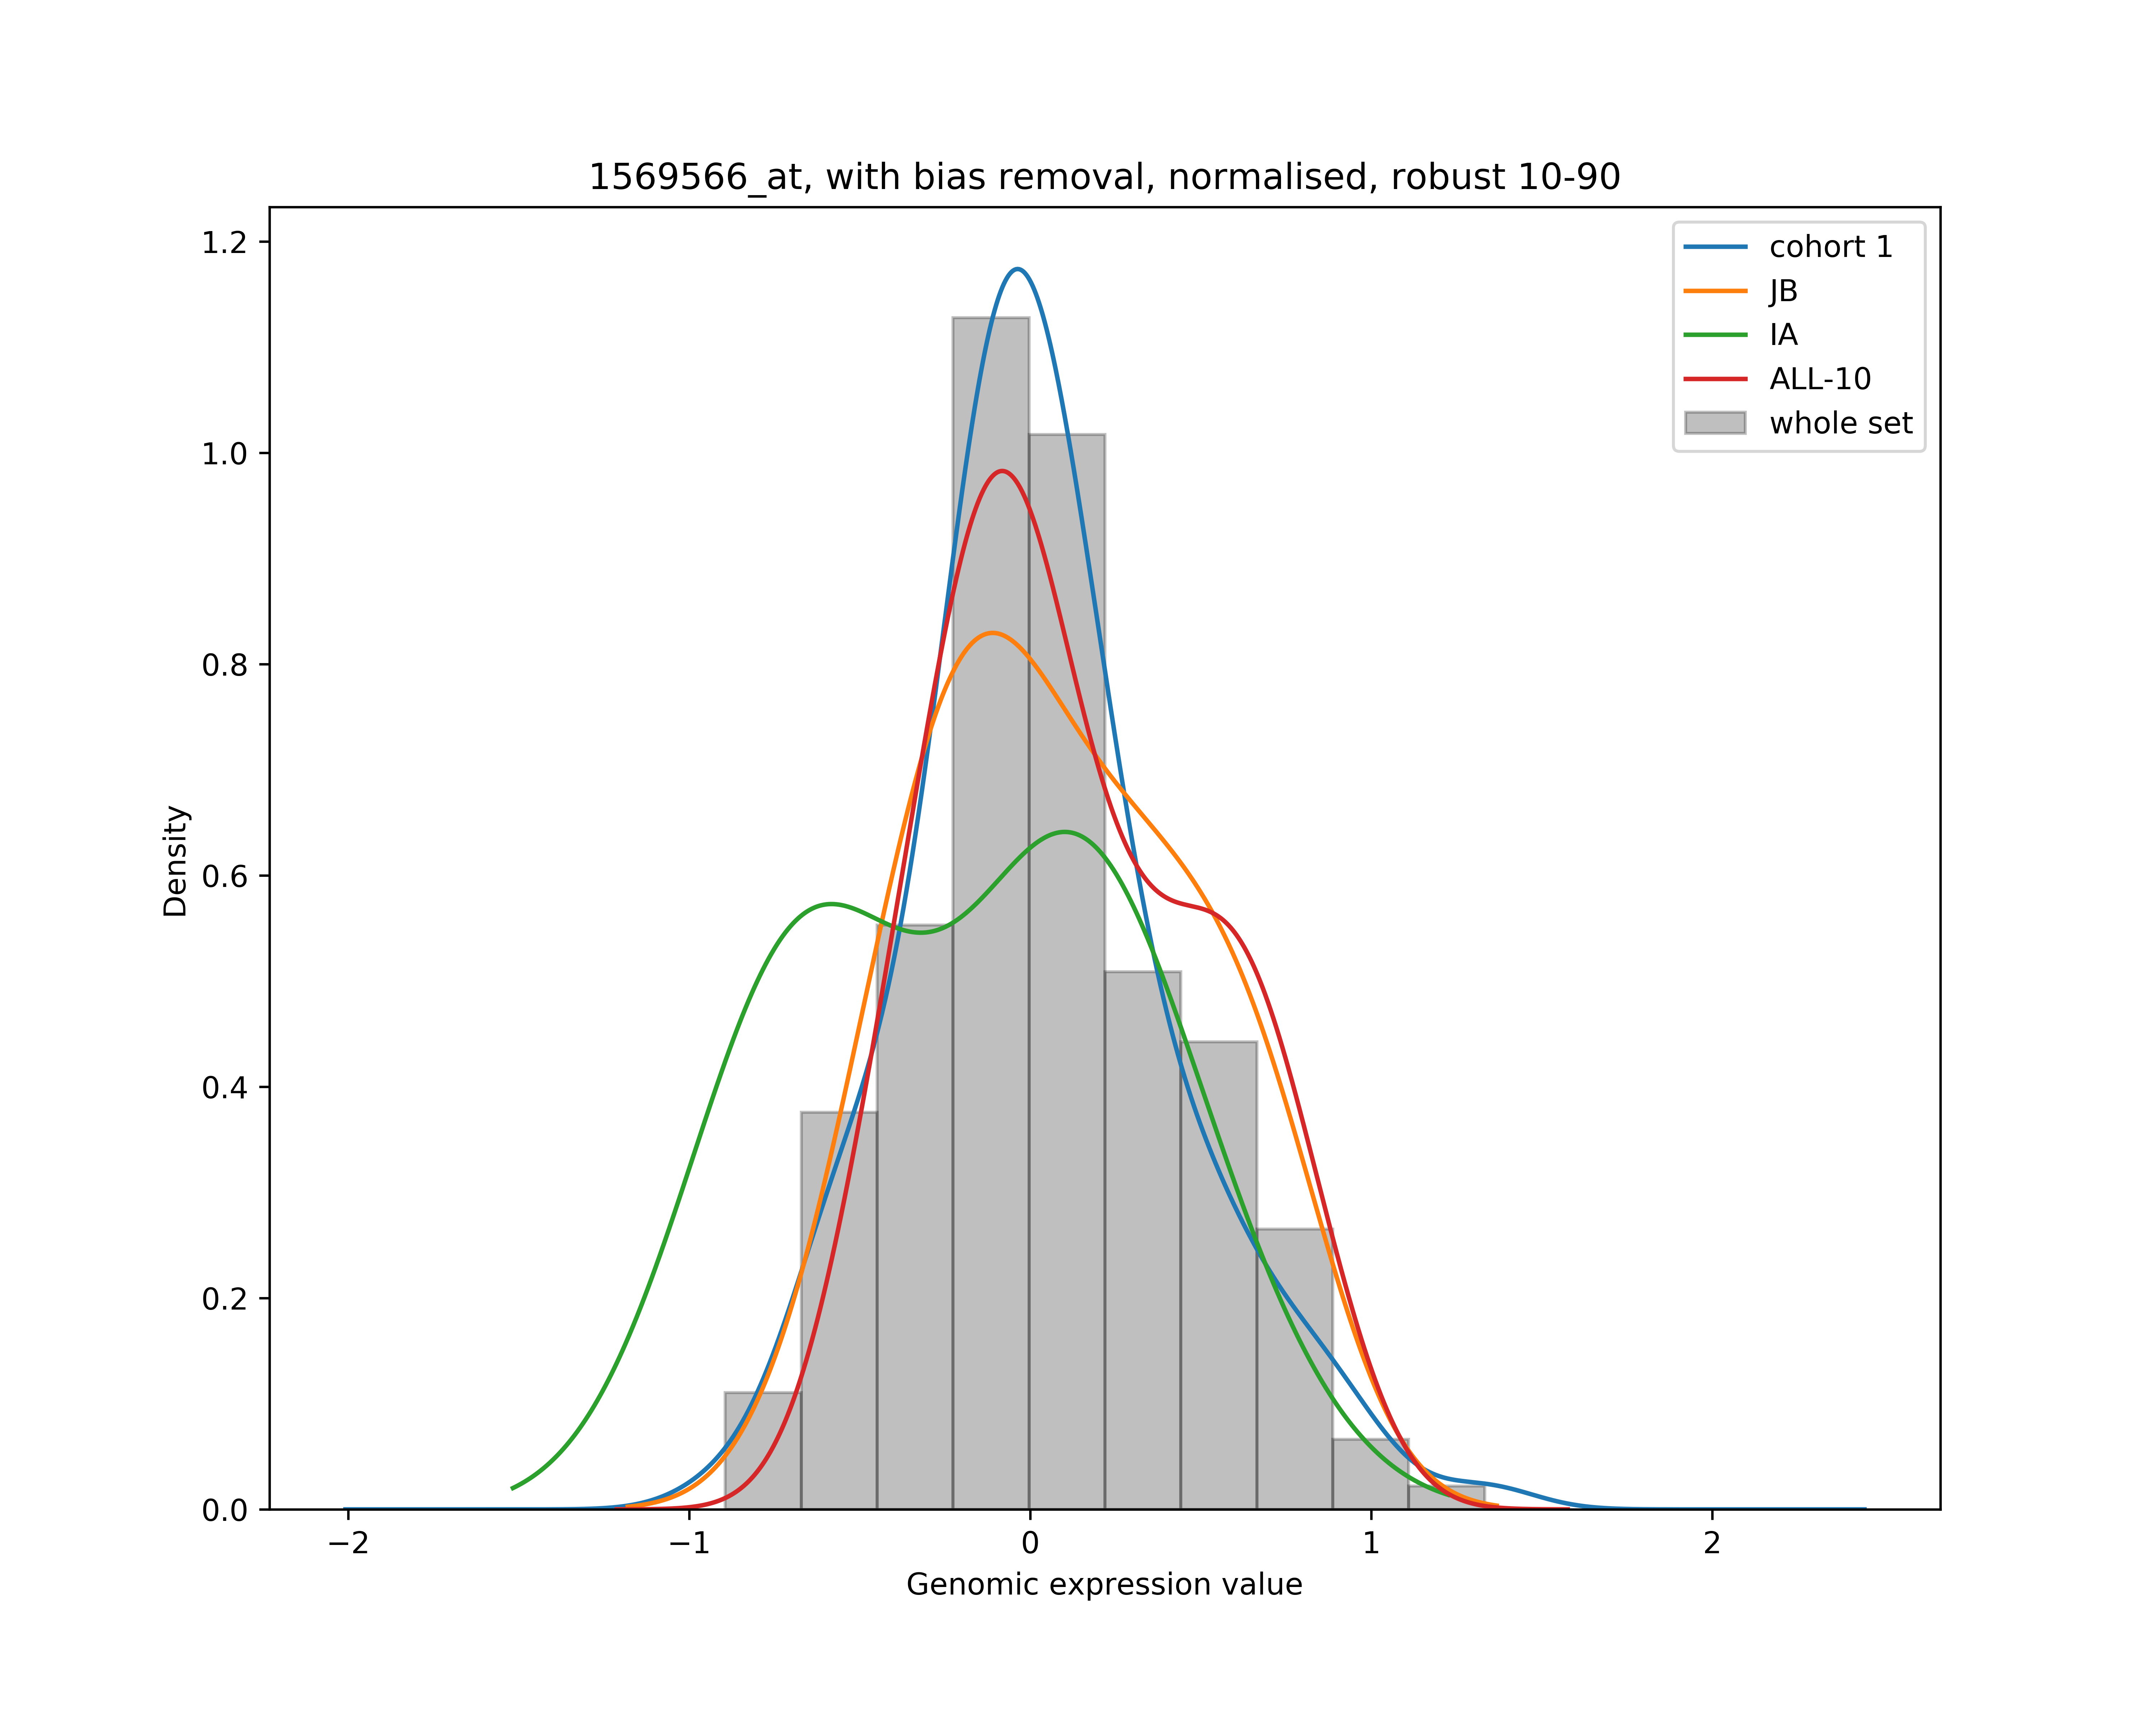 1569566_at, with bias removal, normalised, robust 10-90
cohort 1
JB
IA
ALL-10
whole set
1.2
1.0
0.8
0.6
0.4
0.2
0.0
Density
−2
−1
0
1
2
Genomic expression value